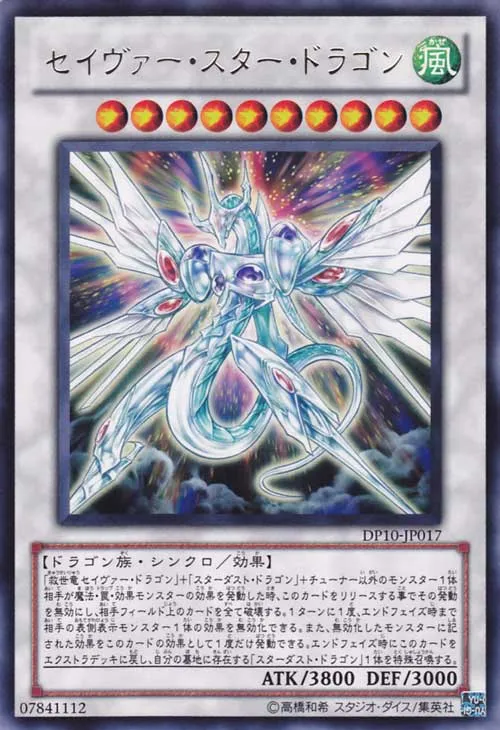 セイヴァー・スター・ドラゴン
風
DP10-JP017
【ドラゴン族・シンクロ/効果】
「救世竜 セイヴァー・ドラゴン」+「スターダスト・ドラゴン」+チューナー以外のモンスター1体
相手が魔法・罠・効果モンスターの効果を発動した時、このカードをリリースする事でその発動
を無効にし、相手フィールド上のカードを全て破壊する。1ターンに1度、エンドフェイズ時まで
相手の表側表示モンスター1体の効果を無効化できる。また、無効化したモンスターに記
された効果をこのカードの効果として1度だけ発動できる。エンドフェイズ時にこのカードを
エクストラデッキに戻し、自分の墓地に存在する「スターダスト・ドラゴン」1体を特殊召喚する。
ATK/3800 DEF/3000
07841112
©高橋和希 スタジオ・ダイス/集英社